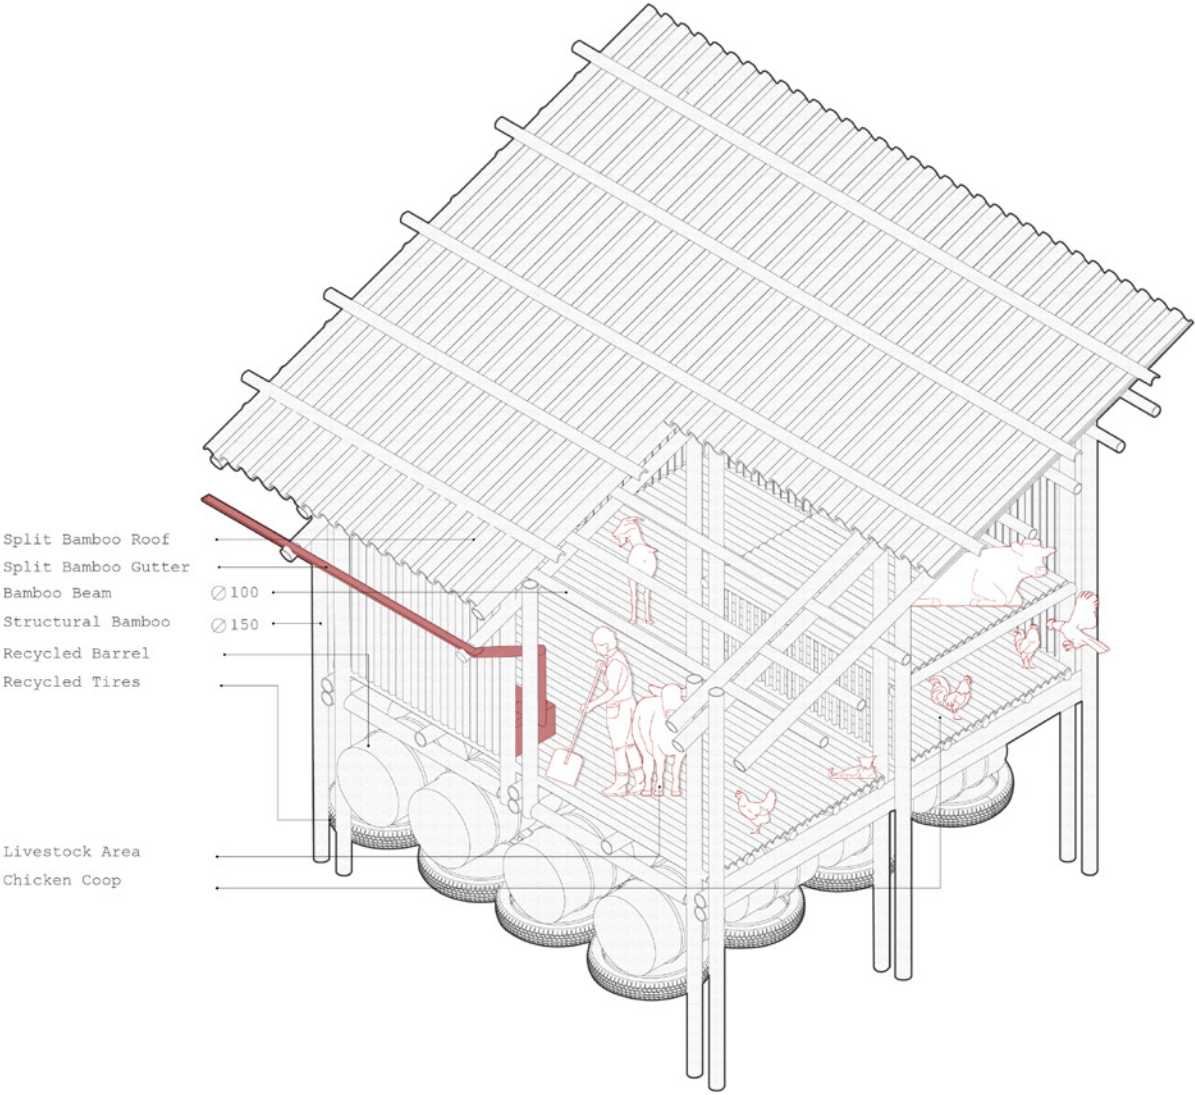 Split Bamboo Roof
Split Bamboo Gutter
Bamboo Beam ∅100
Structural Bamboo ∅150
Recycled Barrel
Recycled Tires
Livestock Area
Chicken Coop